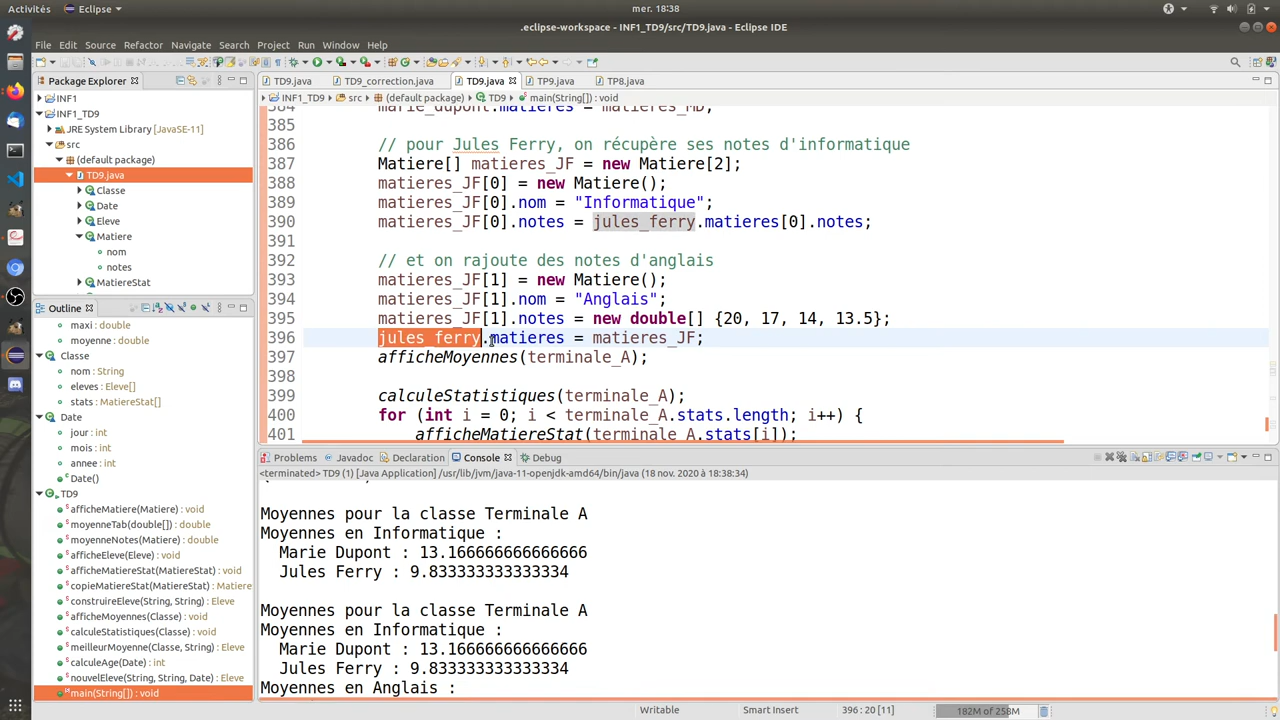 Activités
Eclipse
mer. 18:38
.eclipse-workspace - INF1_TD9/src/TD9.java - Eclipse IDE
File Edit Source Refactor Navigate Search Project Run Window Help
Package Explorer
INF1
INF1_TD9
JRE System Library [JavaSE-11]
src
(default package)
TD9.java
Classe
Date
Eleve
Matiere
nom
notes
MatiereStat
Outline
maxi : double
moyenne : double
Classe
nom : String
eleves : Eleve[]
stats : MatiereStat[]
Date
jour : int
mois : int
annee : int
Date()
TD9
afficheMatiere(Matiere) : void
moyenneTab(double[]) : double
moyenneNotes(Matiere) : double
afficheEleve(Eleve) : void
afficheMatiereStat(MatiereStat) : void
copieMatiereStat(MatiereStat) : Matiere
construireEleve(String, String) : Eleve
afficheMoyennes(Classe) : void
calculeStatistiques(Classe) : void
meilleurMoyenne(Classe, String) : Eleve
calculeAge(Date) : int
nouvelEleve(String, String, Date) : Eleve
main(String[]) : void
TD9.java TD9_correction.java TD9.java TP9.java TP8.java
INF1_TD9 src (default package) TD9 main(String[]) : void
marie_dupont.matieres = matieres_MD;
385
386 // pour Jules Ferry, on récupère ses notes d'informatique
387 Matiere[] matieres_JF = new Matiere[2];
388 matieres_JF[0] = new Matiere();
389 matieres_JF[0].nom = "Informatique";
390 matieres_JF[0].notes = jules_ferry.matieres[0].notes;
391
392 // et on rajoute des notes d'anglais
393 matieres_JF[1] = new Matiere();
394 matieres_JF[1].nom = "Anglais";
395 matieres_JF[1].notes = new double[] {20, 17, 14, 13.5};
396 jules_ferry.matieres = matieres_JF;
397 afficheMoyennes(terminale_A);
398
399 calculeStatistiques(terminale_A);
400 for (int i = 0; i < terminale_A.stats.length; i++) {
401 afficheMatiereStat(terminale_A.stats[i]);
Problems Javadoc Declaration Console Debug
<terminated> TD9 (1) [Java Application] /usr/lib/jvm/java-11-openjdk-amd64/bin/java (18 nov. 2020 à 18:38:34)
Moyennes pour la classe Terminale A
Moyennes en Informatique :
Marie Dupont : 13.166666666666666
Jules Ferry : 9.833333333333334
Moyennes pour la classe Terminale A
Moyennes en Informatique :
Marie Dupont : 13.166666666666666
Jules Ferry : 9.833333333333334
Moyennes en Anglais :
Writable
Smart Insert
396 : 20 [11]
182M of 258M